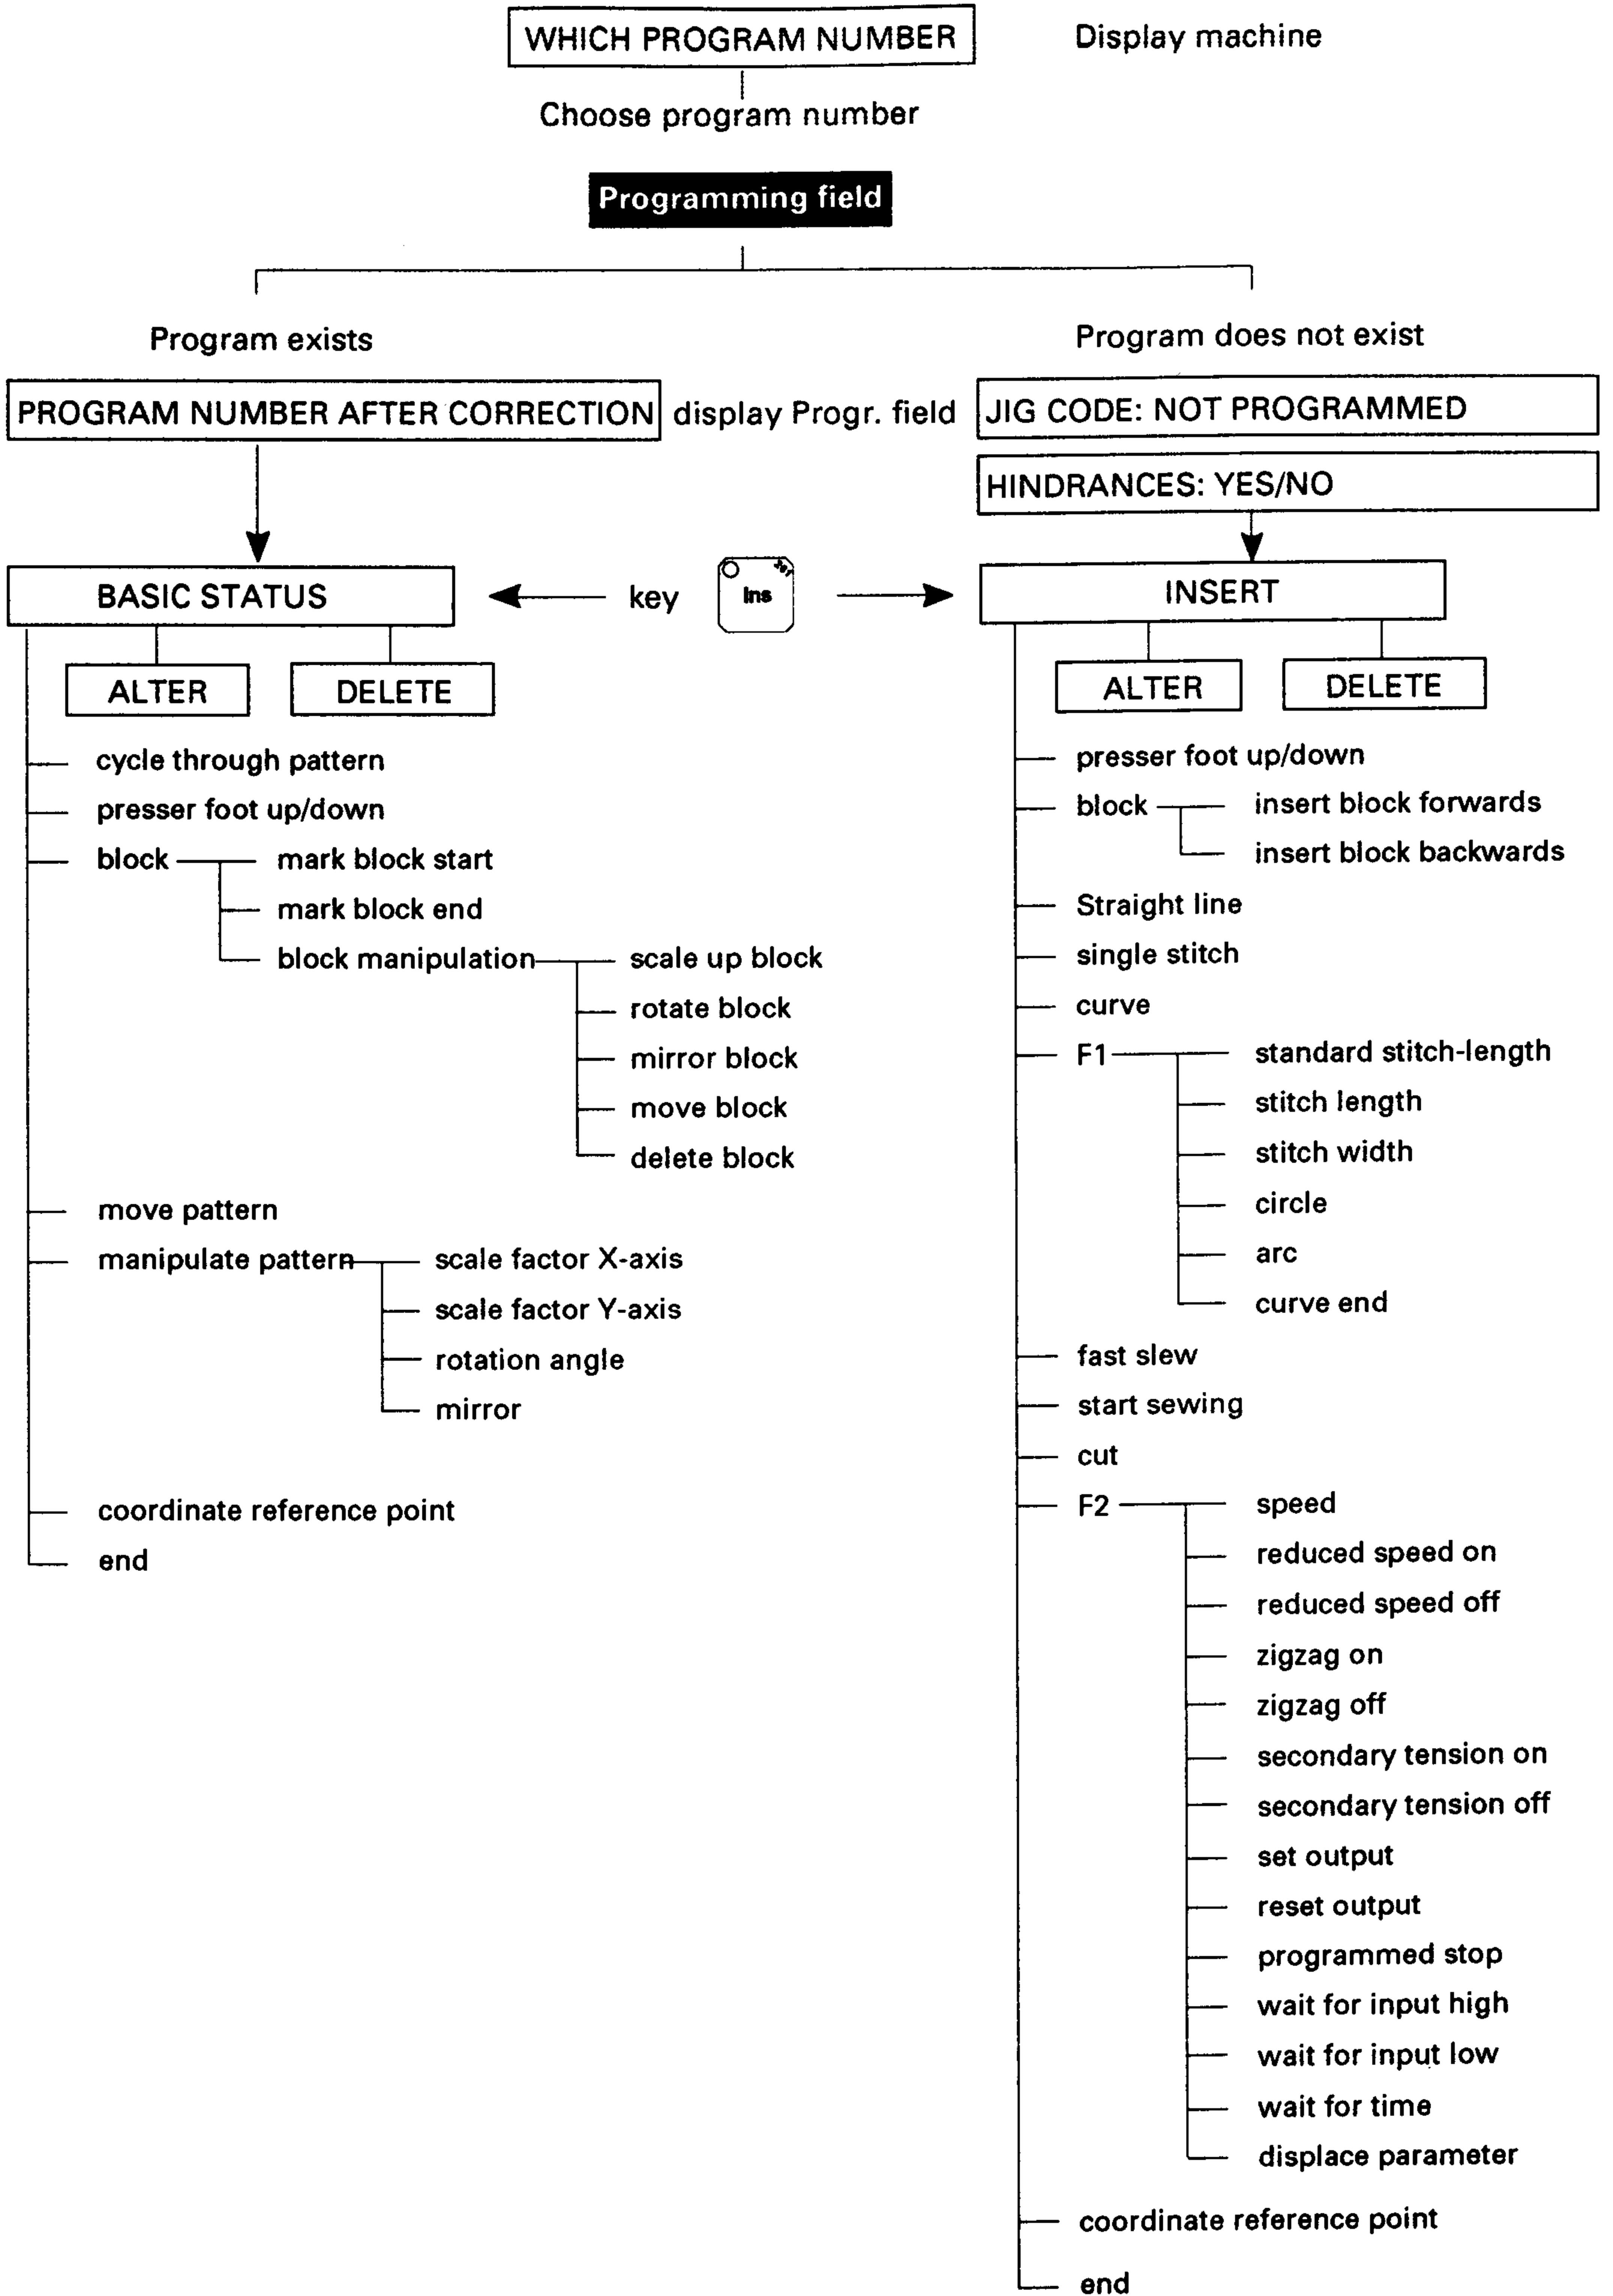 WHICH PROGRAM NUMBER
Display machine
Choose program number
Programming field
Program exists
Program does not exist
PROGRAM NUMBER AFTER CORRECTION
display Progr. field
JIG CODE: NOT PROGRAMMED
HINDRANCES: YES/NO
BASIC STATUS
key
Ins
INSERT
ALTER
DELETE
ALTER
DELETE
cycle through pattern
presser foot up/down
block
mark block start
mark block end
block manipulation
scale up block
rotate block
mirror block
move block
delete block
move pattern
manipulate pattern
scale factor X-axis
scale factor Y-axis
rotation angle
mirror
coordinate reference point
end
presser foot up/down
block
insert block forwards
insert block backwards
Straight line
single stitch
curve
F1
standard stitch-length
stitch length
stitch width
circle
arc
curve end
fast slew
start sewing
cut
F2
speed
reduced speed on
reduced speed off
zigzag on
zigzag off
secondary tension on
secondary tension off
set output
reset output
programmed stop
wait for input high
wait for input low
wait for time
displace parameter
coordinate reference point
end